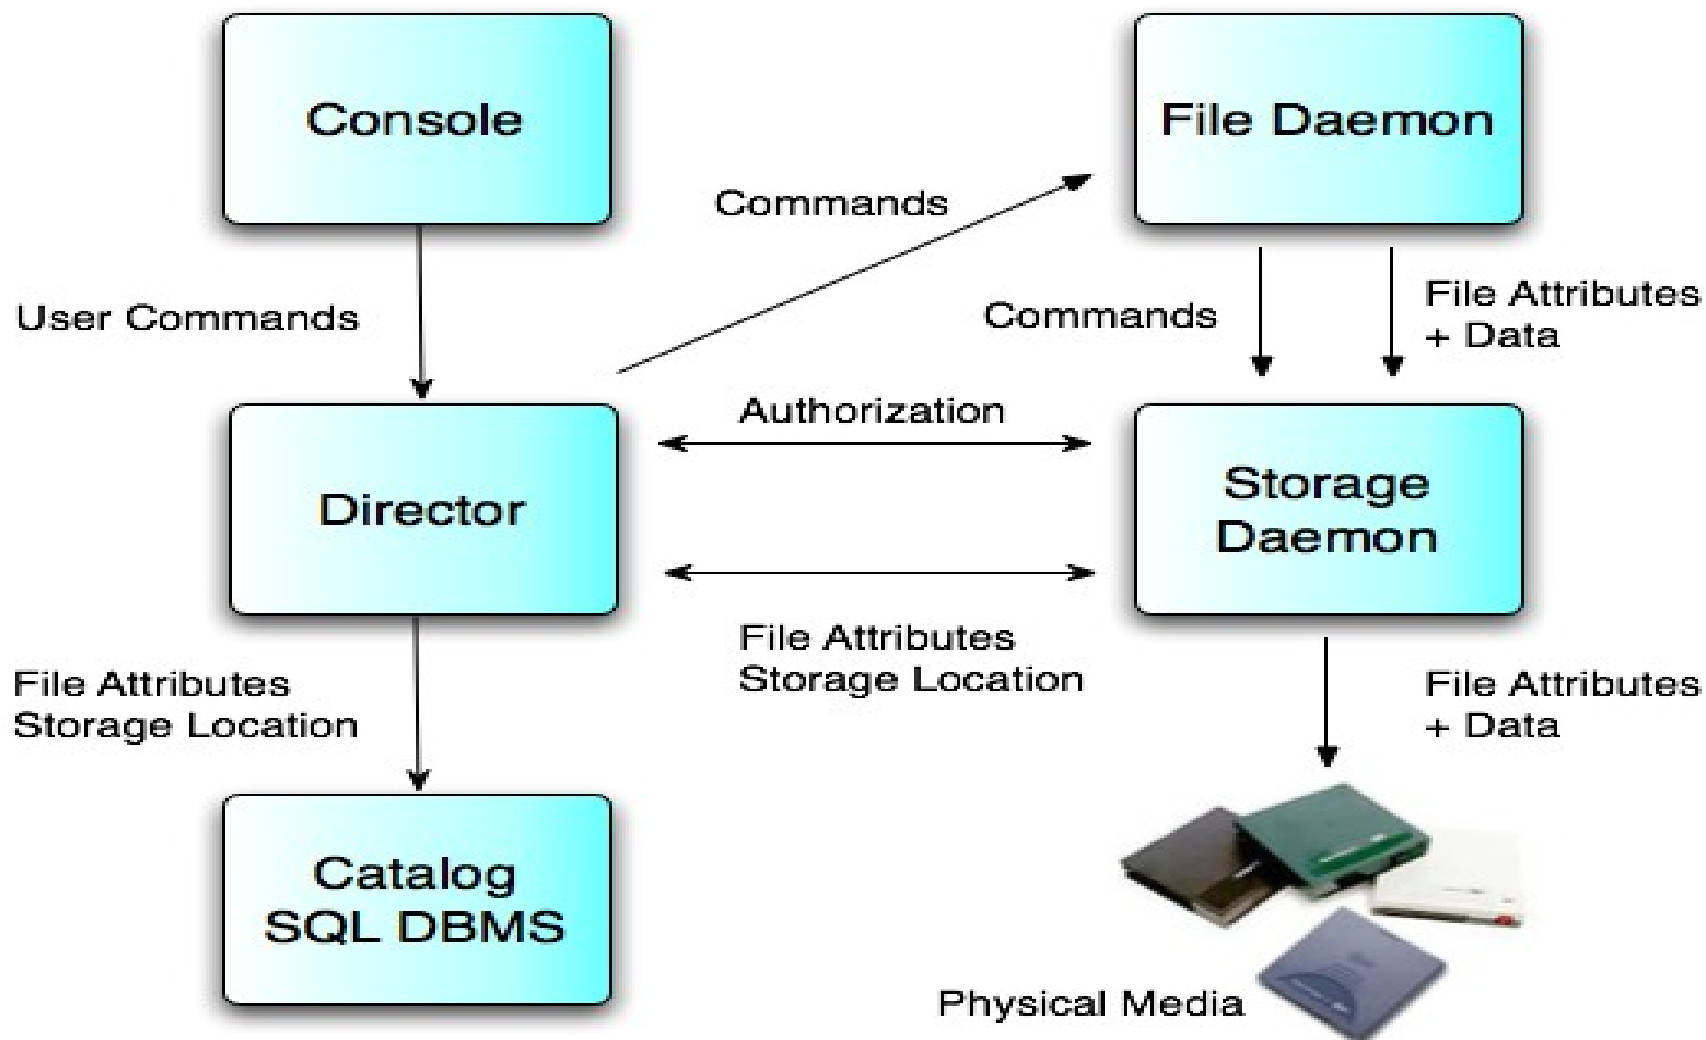 Console
File Daemon
Commands
User Commands
Commands
File Attributes
+ Data
Authorization
Director
Storage
Daemon
File Attributes
Storage Location
File Attributes
Storage Location
File Attributes
+ Data
Catalog
SQL DBMS
Physical Media